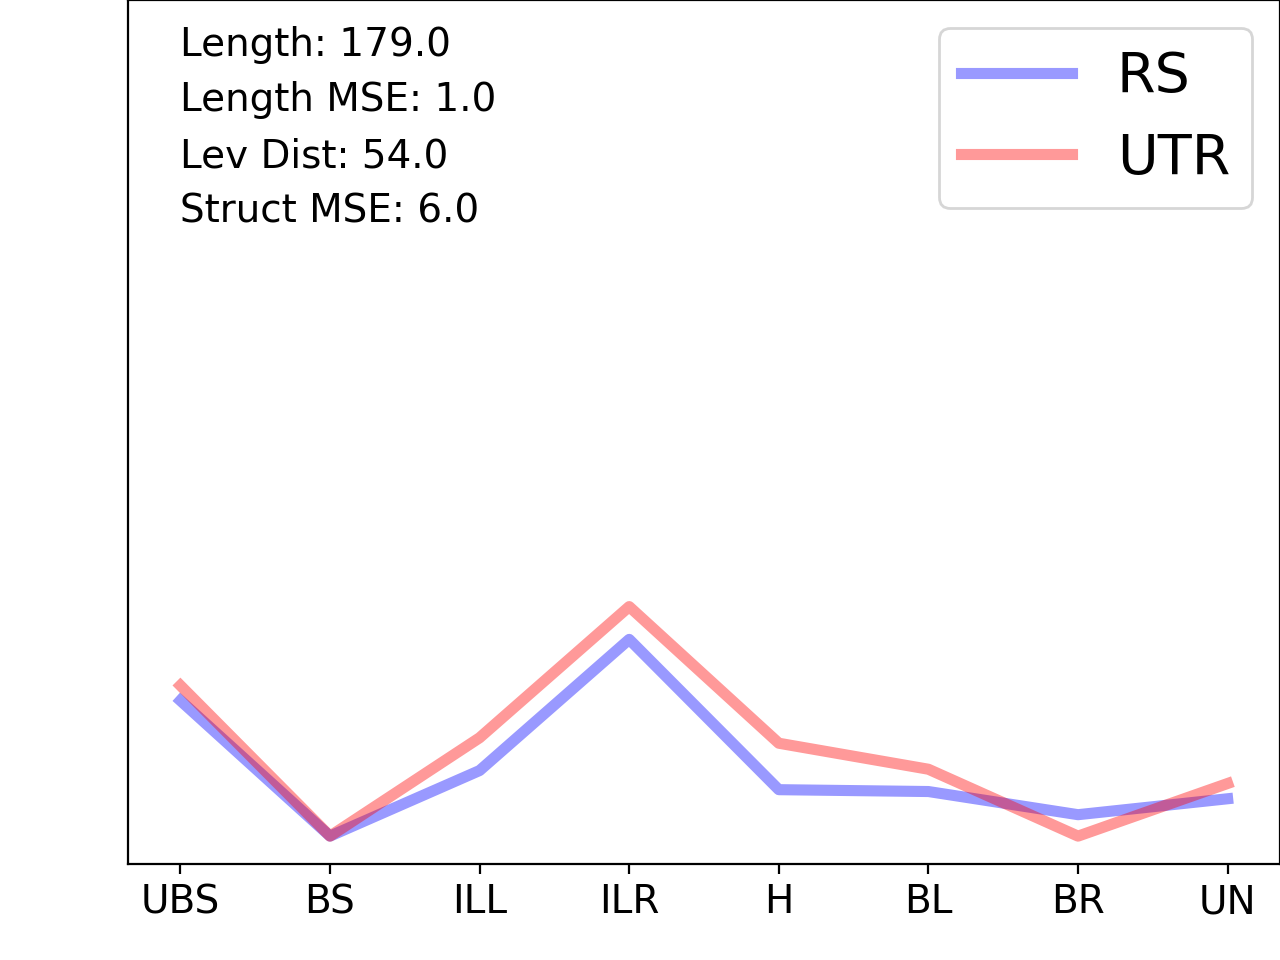 Length: 179.0
Length MSE: 1.0
Lev Dist: 54.0
Struct MSE: 6.0
RS
UTR
UBS BS ILL ILR H BL BR UN